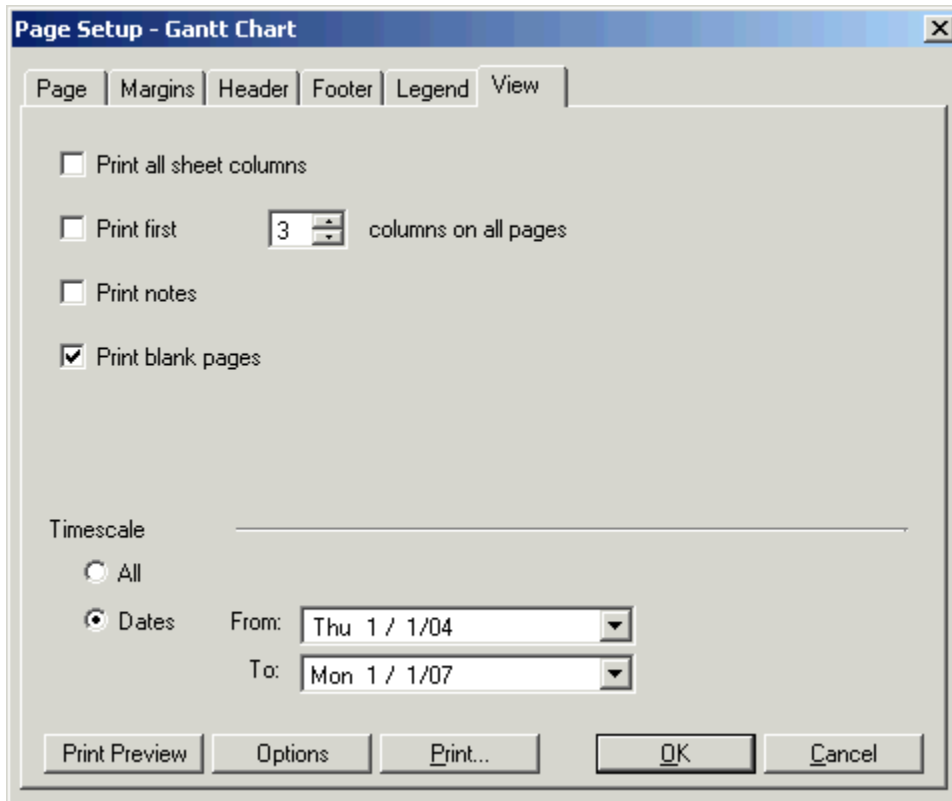 Page Setup - Gantt Chart
Page Margins Header Footer Legend View
Print all sheet columns
Print first 3 columns on all pages
Print notes
Print blank pages
Timescale
All
Dates From: Thu 1 / 1/04
To: Mon 1 / 1/07
Print Preview Options Print... OK Cancel